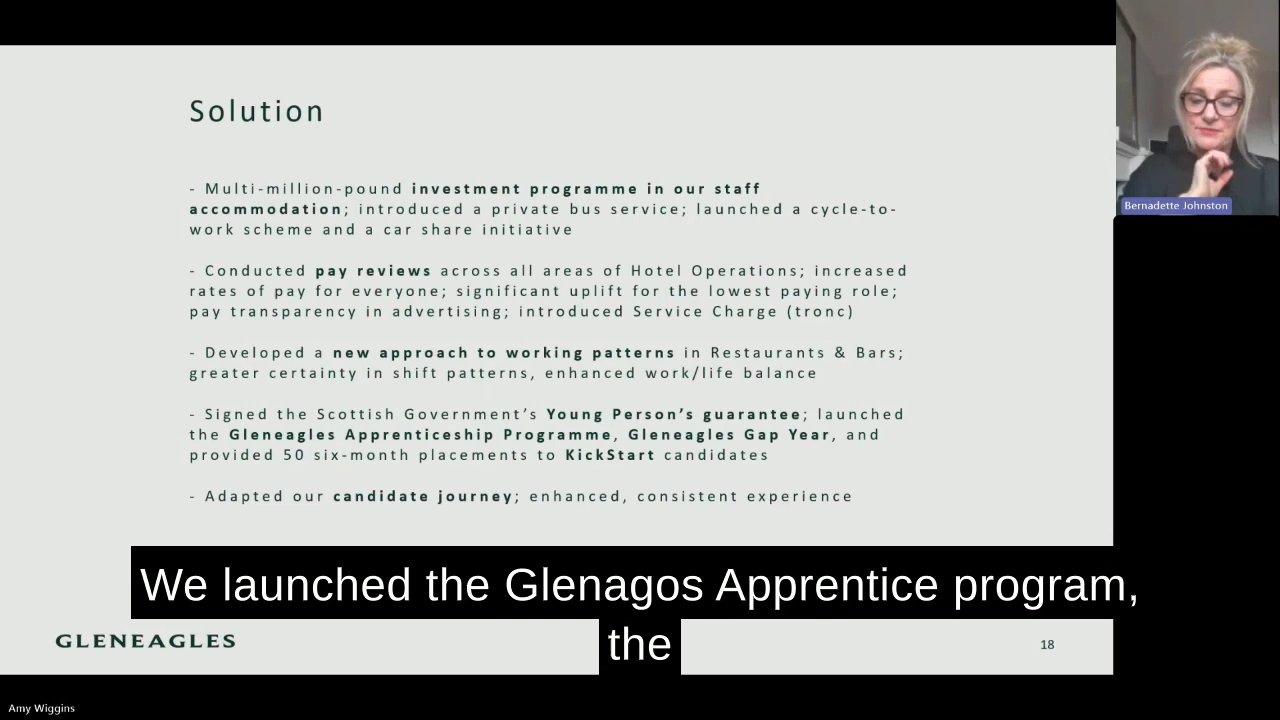 Solution
- Multi-million-pound investment programme in our staff
accommodation; introduced a private bus service; launched a cycle-to-
work scheme and a car share initiative
- Conducted pay reviews across all areas of Hotel Operations; increased
rates of pay for everyone; significant uplift for the lowest paying role;
pay transparency in advertising; introduced Service Charge (tronc)
- Developed a new approach to working patterns in Restaurants & Bars;
greater certainty in shift patterns, enhanced work/life balance
- Signed the Scottish Government’s Young Person’s guarantee; launched
the Gleneagles Apprenticeship Programme, Gleneagles Gap Year, and
provided 50 six-month placements to KickStart candidates
- Adapted our candidate journey; enhanced, consistent experience
Bernadette Johnston
We launched the Glenagos Apprentice program,
the
GLENEAGLES
18
Amy Wiggins